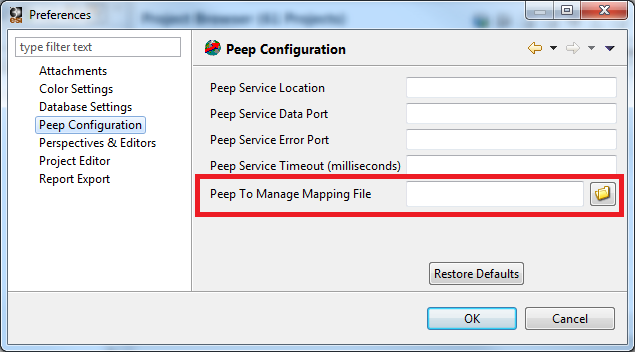 Project Browser (61 Projects)
Preferences
type filter text
Attachments
Color Settings
Database Settings
Peep Configuration
Perspectives & Editors
Project Editor
Report Export
Peep Configuration
Peep Service Location
Peep Service Data Port
Peep Service Error Port
Peep Service Timeout (milliseconds)
Peep To Manage Mapping File
Restore Defaults
OK
Cancel